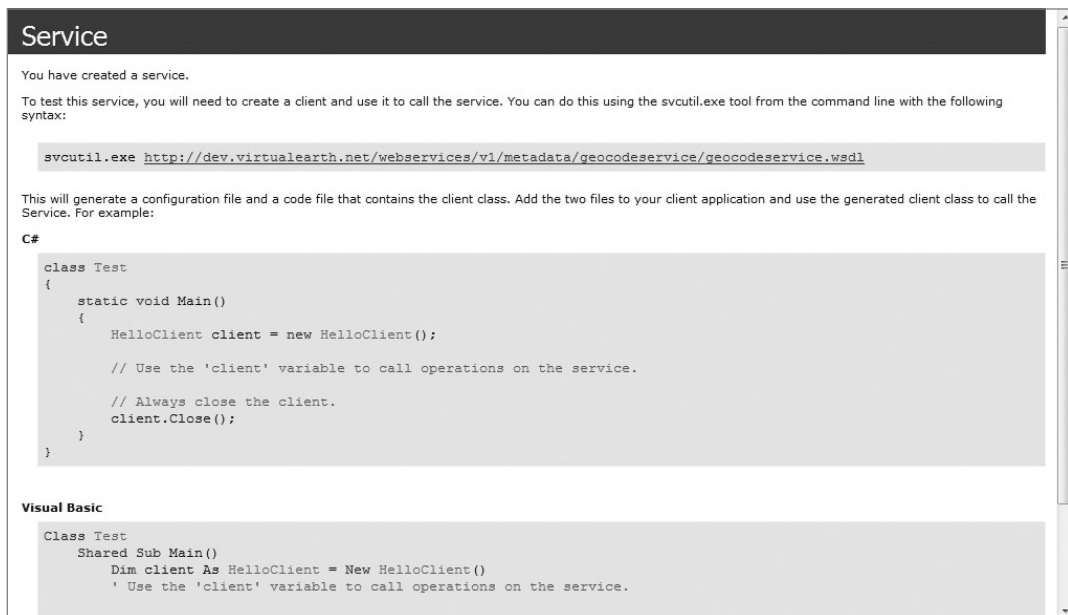 Service
You have created a service.
To test this service, you will need to create a client and use it to call the service. You can do this using the svcutil.exe tool from the command line with the following
syntax:
svcutil.exe http://dev.virtualearth.net/webservices/v1/metadata/geocodeservice/geocodeservice.wsdl
This will generate a configuration file and a code file that contains the client class. Add the two files to your client application and use the generated client class to call the
Service. For example:
C#
class Test
{
    static void Main()
    {
        HelloClient client = new HelloClient();
        // Use the 'client' variable to call operations on the service.
        // Always close the client.
        client.Close();
    }
}
Visual Basic
Class Test
    Shared Sub Main()
        Dim client As HelloClient = New HelloClient()
        ' Use the 'client' variable to call operations on the service.